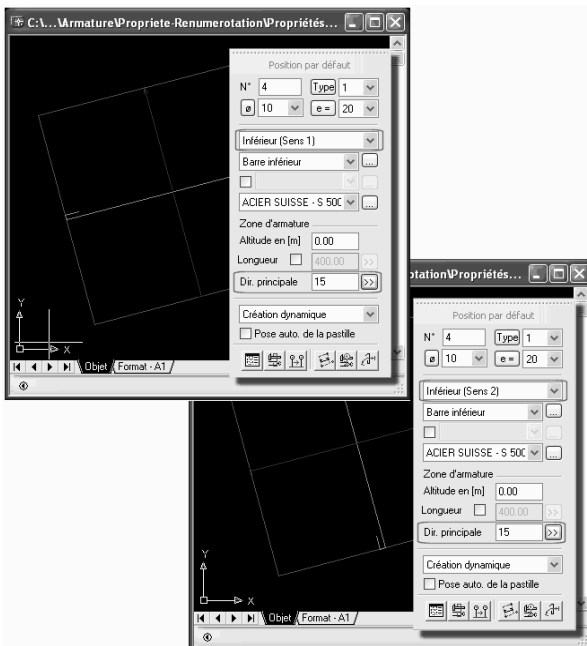 C:\...\Armature\Propriete-Renumerotation\Propriétés...
Position par défaut
N° 4 Type 1
ø 10 e = 20
Inférieur (Sens 1)
Barre inférieur ...
...
ACIER SUISSE - S 500 ...
Zone d'armature
Altitude en [m] 0.00
Longueur 400.00 >>
Dir. principale 15 >>
Création dynamique
Pose auto. de la pastille
Y
X
Objet Format - A1
otation\Propriétés...
Position par défaut
N° 4 Type 1
ø 10 e = 20
Inférieur (Sens 2)
Barre inférieur ...
...
ACIER SUISSE - S 500 ...
Zone d'armature
Altitude en [m] 0.00
Longueur 400.00 >>
Dir. principale 15 >>
Création dynamique
Pose auto. de la pastille
Y
X
Objet Format - A1